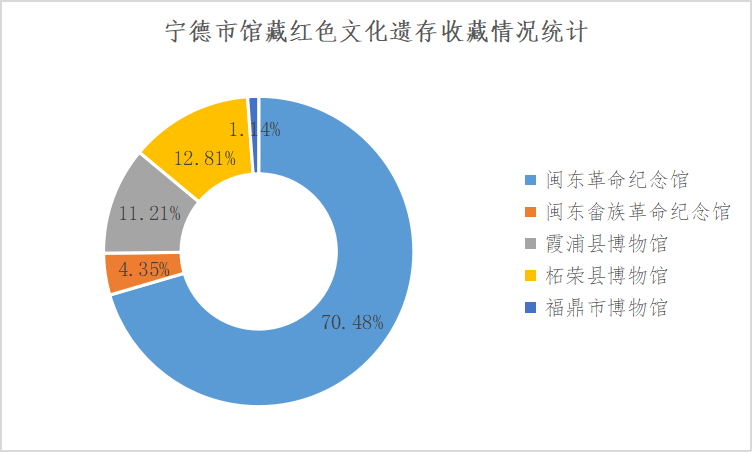 宁德市馆藏红色文化遗存收藏情况统计
1.14%
12.81%
11.21%
4.35%
70.48%
闽东革命纪念馆
闽东畲族革命纪念馆
霞浦县博物馆
柘荣县博物馆
福鼎市博物馆